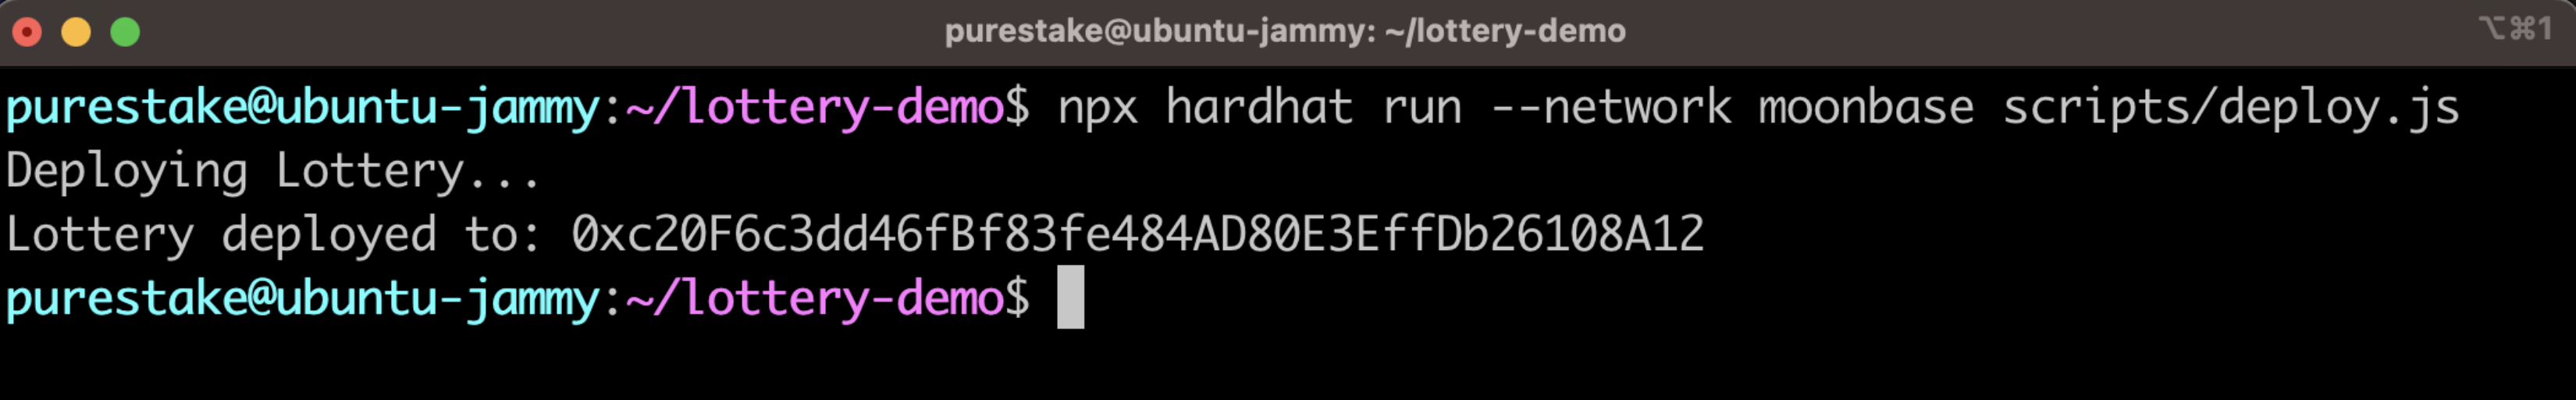 purestake@ubuntu-jammy: ~/lottery-demo
⌥⌘1
purestake@ubuntu-jammy:~/lottery-demo$ npx hardhat run --network moonbase scripts/deploy.js
Deploying Lottery...
Lottery deployed to: 0xc20F6c3dd46fBf83fe484AD80E3EffDb26108A12
purestake@ubuntu-jammy:~/lottery-demo$